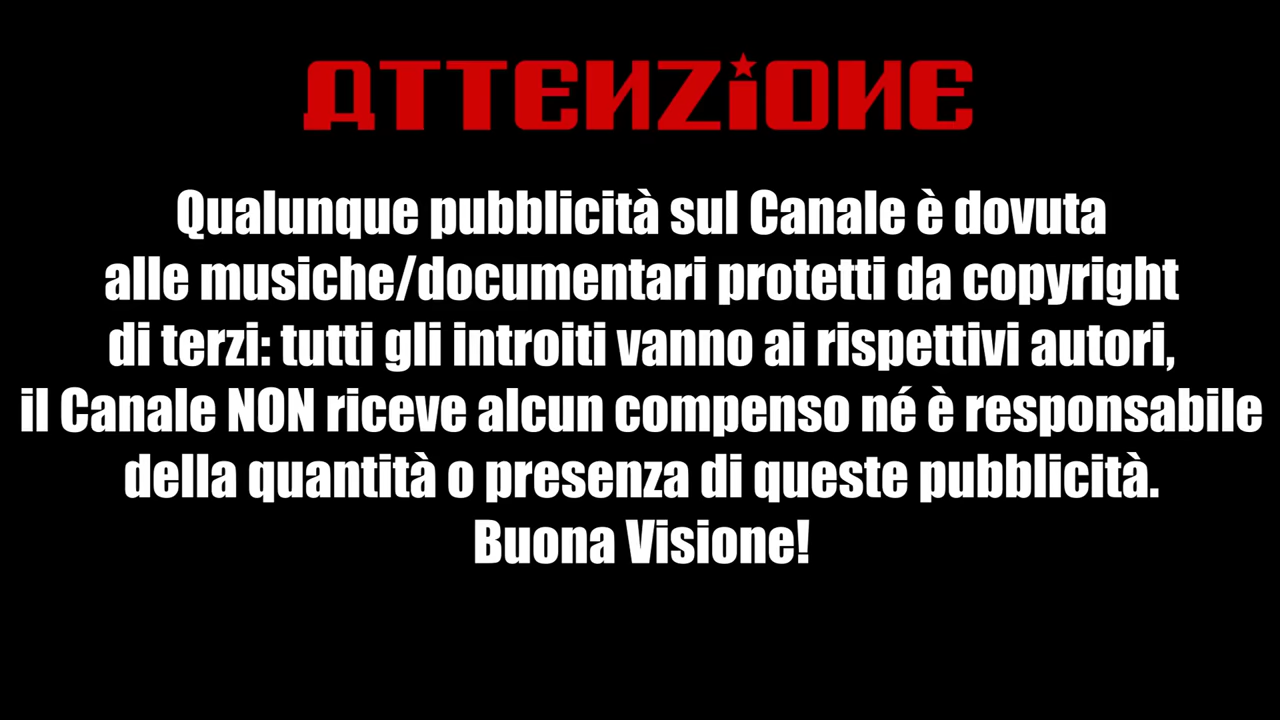 ATTENZIONE
Qualunque pubblicità sul Canale è dovuta
alle musiche/documentari protetti da copyright
di terzi: tutti gli introiti vanno ai rispettivi autori,
il Canale NON riceve alcun compenso né è responsabile
della quantità o presenza di queste pubblicità.
Buona Visione!